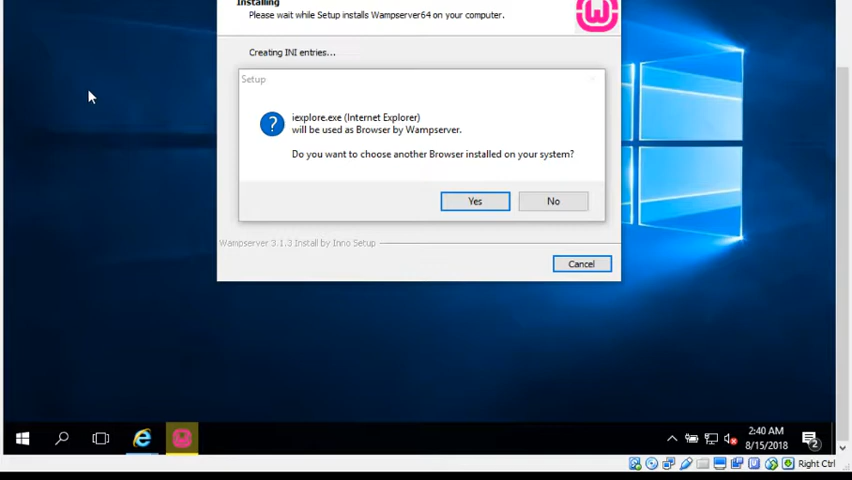 Installing
Please wait while Setup installs Wampserver64 on your computer.
Creating INI entries...
Setup
iexplore.exe (Internet Explorer)
will be used as Browser by Wampserver.
Do you want to choose another Browser installed on your system?
Yes
No
Wampserver 3.1.3 Install by Inno Setup
Cancel
2:40 AM
8/15/2018
2
Right Ctrl